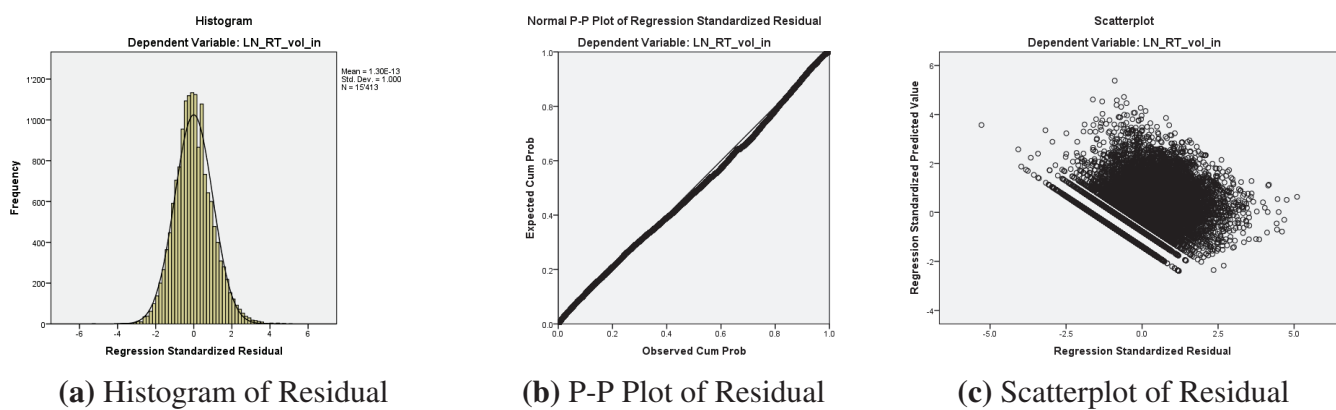 Histogram
Dependent Variable: LN_RT_vol_in
Mean = 1.30E-13
Std. Dev. = 1.000
N = 15'413
Frequency
1'200
1'000
800
600
400
200
0
-6 -4 -2 0 2 4 6
Regression Standardized Residual
(a) Histogram of Residual
Normal P-P Plot of Regression Standardized Residual
Dependent Variable: LN_RT_vol_in
Expected Cum Prob
1.0
0.8
0.6
0.4
0.2
0.0
0.0 0.2 0.4 0.6 0.8 1.0
Observed Cum Prob
(b) P-P Plot of Residual
Scatterplot
Dependent Variable: LN_RT_vol_in
Regression Standardized Predicted Value
6
4
2
0
-2
-4
-5.0 -2.5 0.0 2.5 5.0
Regression Standardized Residual
(c) Scatterplot of Residual